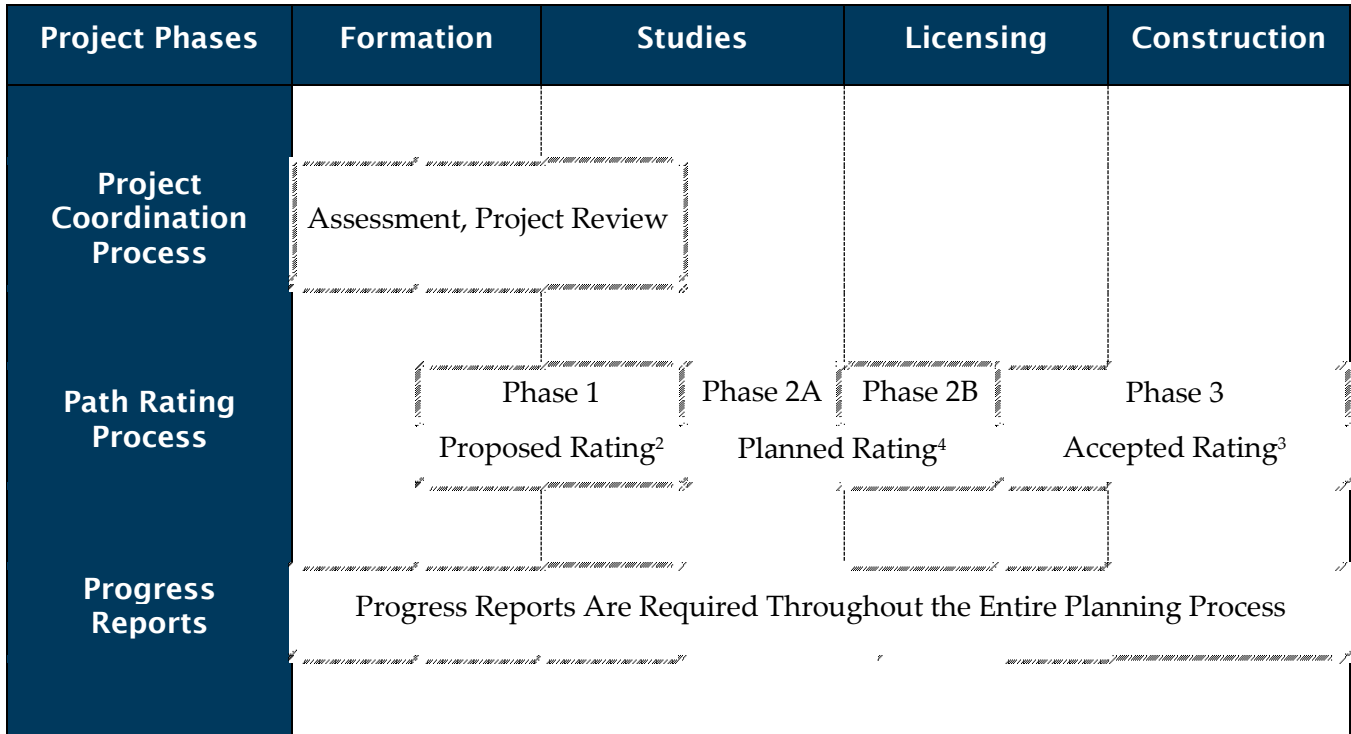 Project Phases Formation Studies Licensing Construction
Project
Coordination
Process
Assessment, Project Review
Path Rating
Process
Phase 1 Phase 2A Phase 2B Phase 3
Proposed Rating² Planned Rating⁴ Accepted Rating³
Progress
Reports
Progress Reports Are Required Throughout the Entire Planning Process